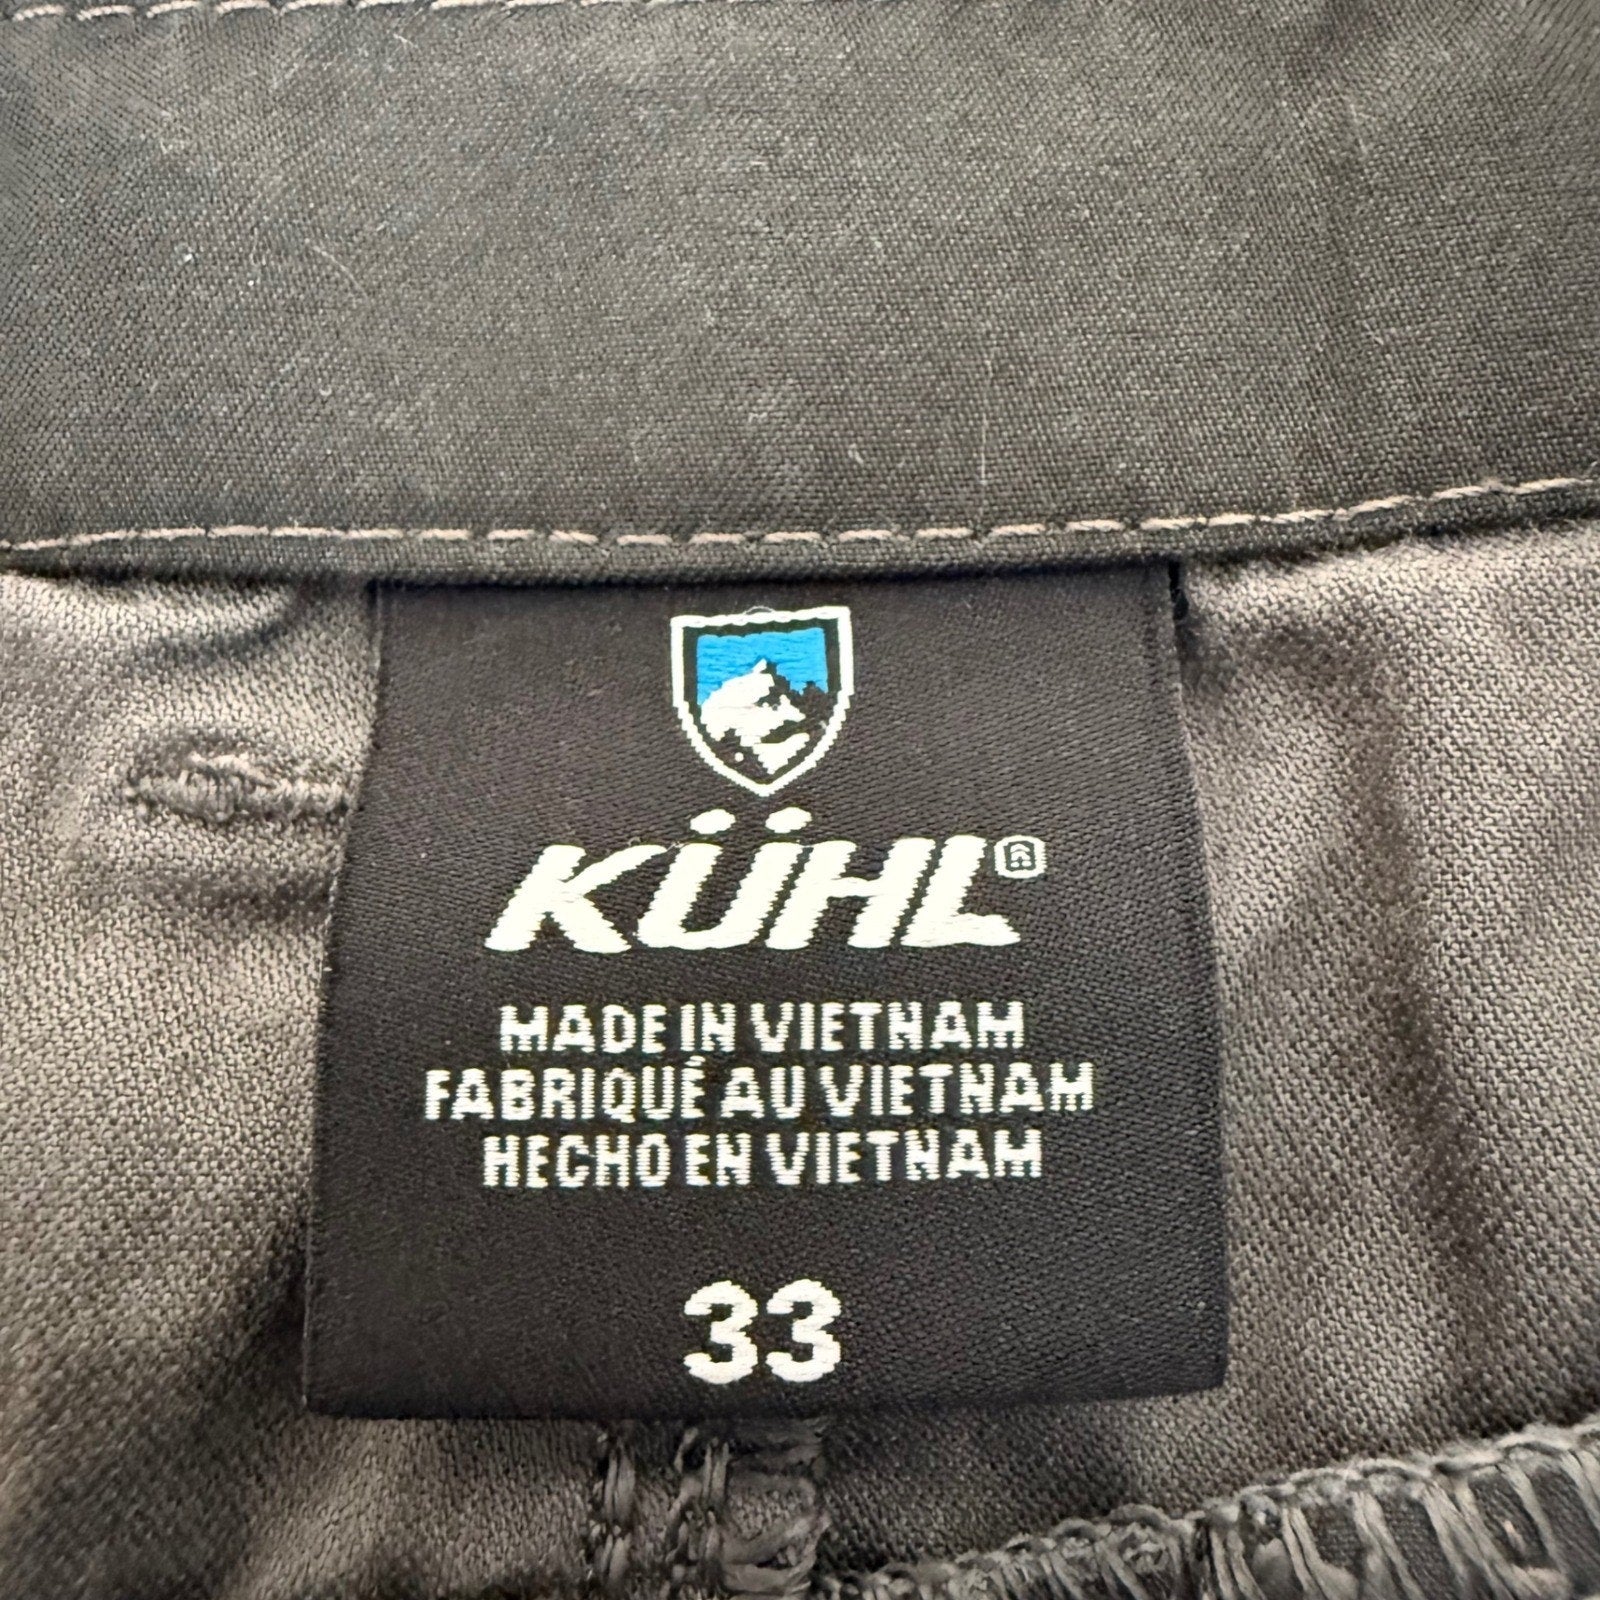 KÜHL®
MADE IN VIETNAM
FABRIQUÉ AU VIETNAM
HECHO EN VIETNAM
33